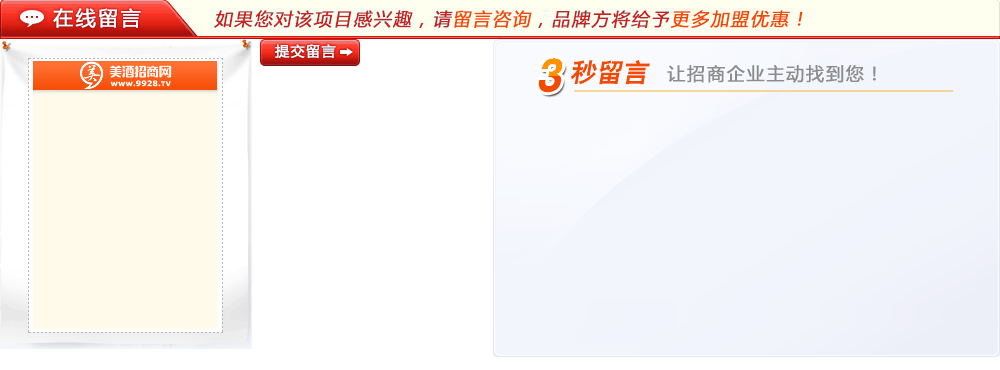 在线留言
如果您对该项目感兴趣，请留言咨询，品牌方将给予更多加盟优惠！
美
美酒招商网
www.9928.TV
提交留言
3秒留言 让招商企业主动找到您！